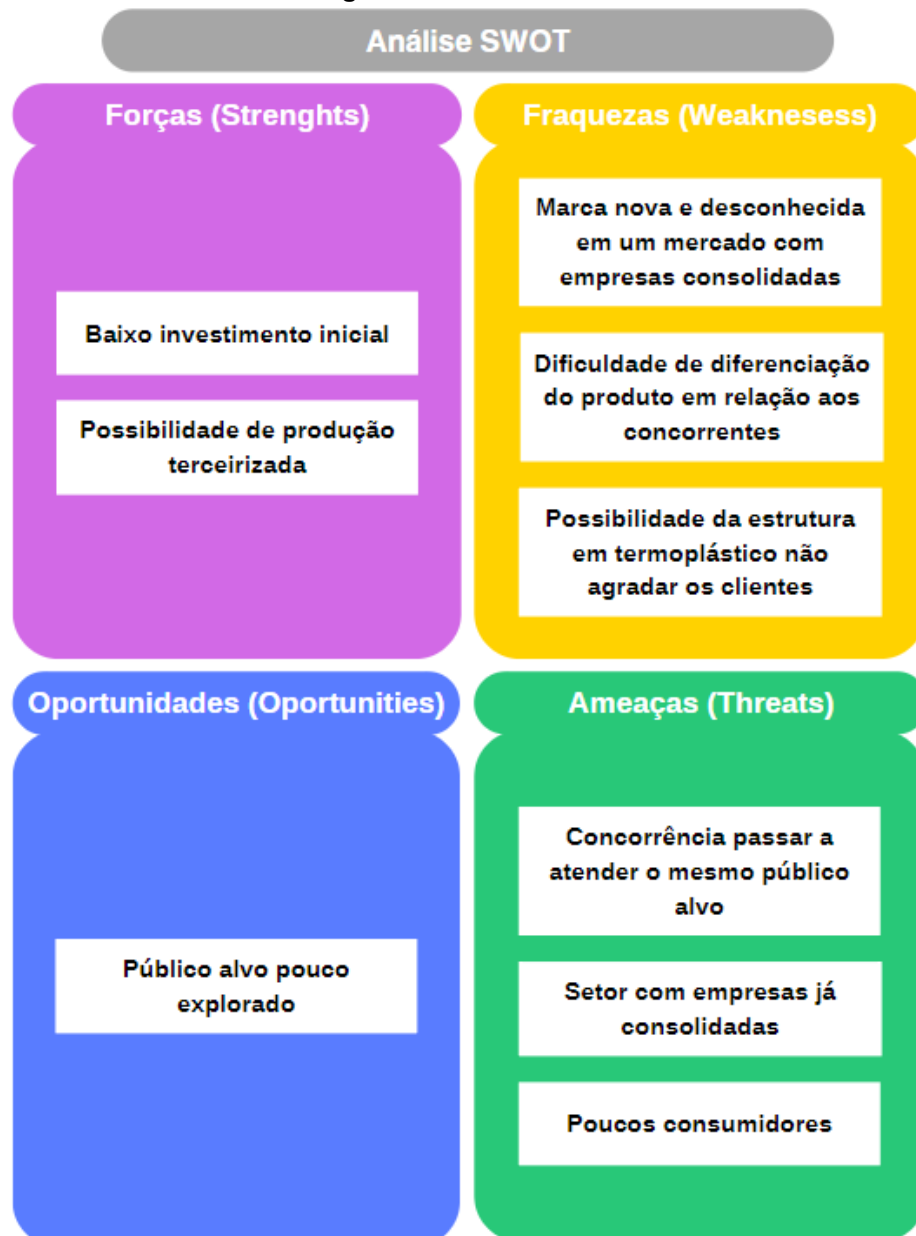 Análise SWOT
Forças (Strenghts)
Baixo investimento inicial
Possibilidade de produção
terceirizada
Fraquezas (Weaknesess)
Marca nova e desconhecida
em um mercado com
empresas consolidadas
Dificuldade de diferenciação
do produto em relação aos
concorrentes
Possibilidade da estrutura
em termoplástico não
agradar os clientes
Oportunidades (Oportunities)
Público alvo pouco
explorado
Ameaças (Threats)
Concorrência passar a
atender o mesmo público
alvo
Setor com empresas já
consolidadas
Poucos consumidores